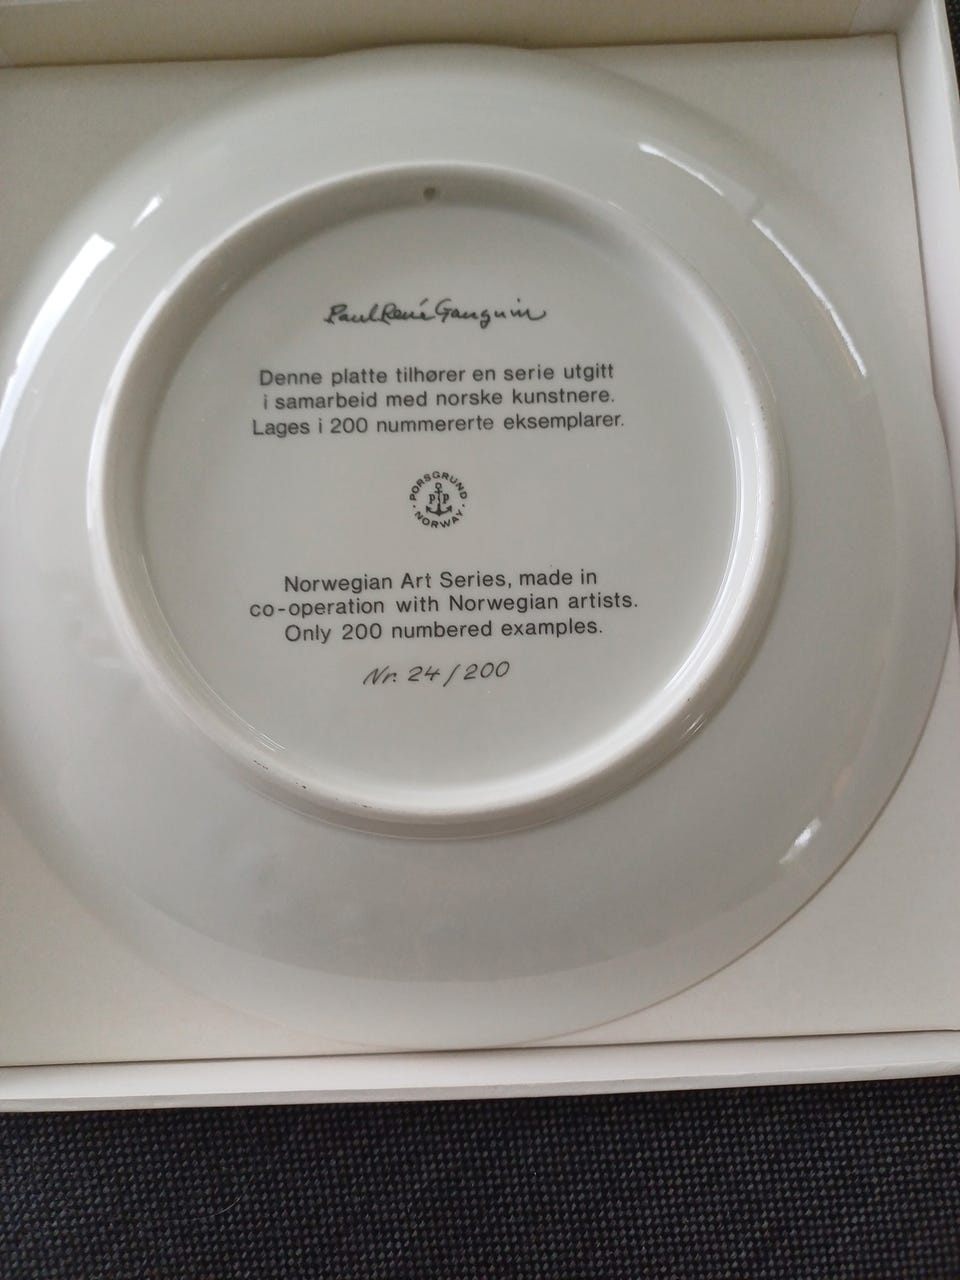 Paul René Gauguin
Denne platte tilhører en serie utgitt
i samarbeid med norske kunstnere.
Lages i 200 nummererte eksemplarer.
PORSGRUND
P P
NORWAY
Norwegian Art Series, made in
co-operation with Norwegian artists.
Only 200 numbered examples.
Nr. 24/200